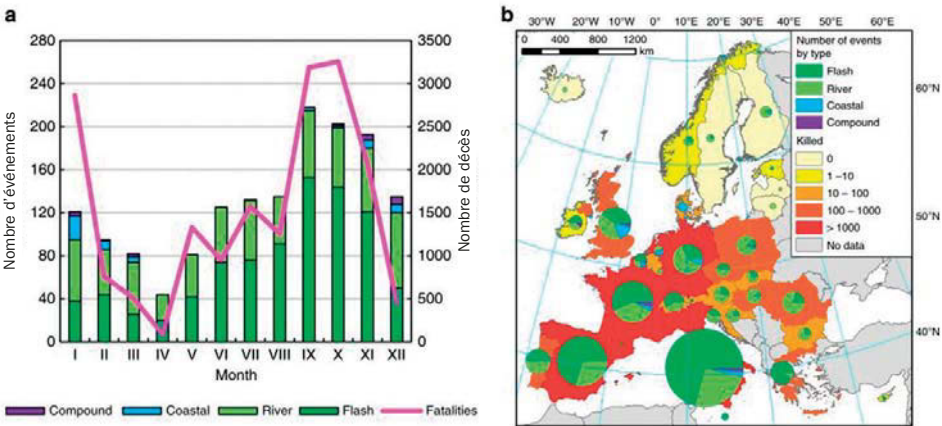 a
280
240
200
160
120
80
40
0
Nombre d'événements
3500
3000
2500
2000
1500
1000
500
0
Nombre de décès
I II III IV V VI VII VIII IX X XI XII
Month
Compound Coastal River Flash Fatalities
b
30°W 20°W 10°W 0° 10°E 20°E 30°E 40°E 60°E
0 400 800 1200
km
Number of events
by type
Flash
River
Coastal
Compound
Killed
0
1 –10
10 – 100
100 – 1000
> 1000
No data
60°N
50°N
40°N